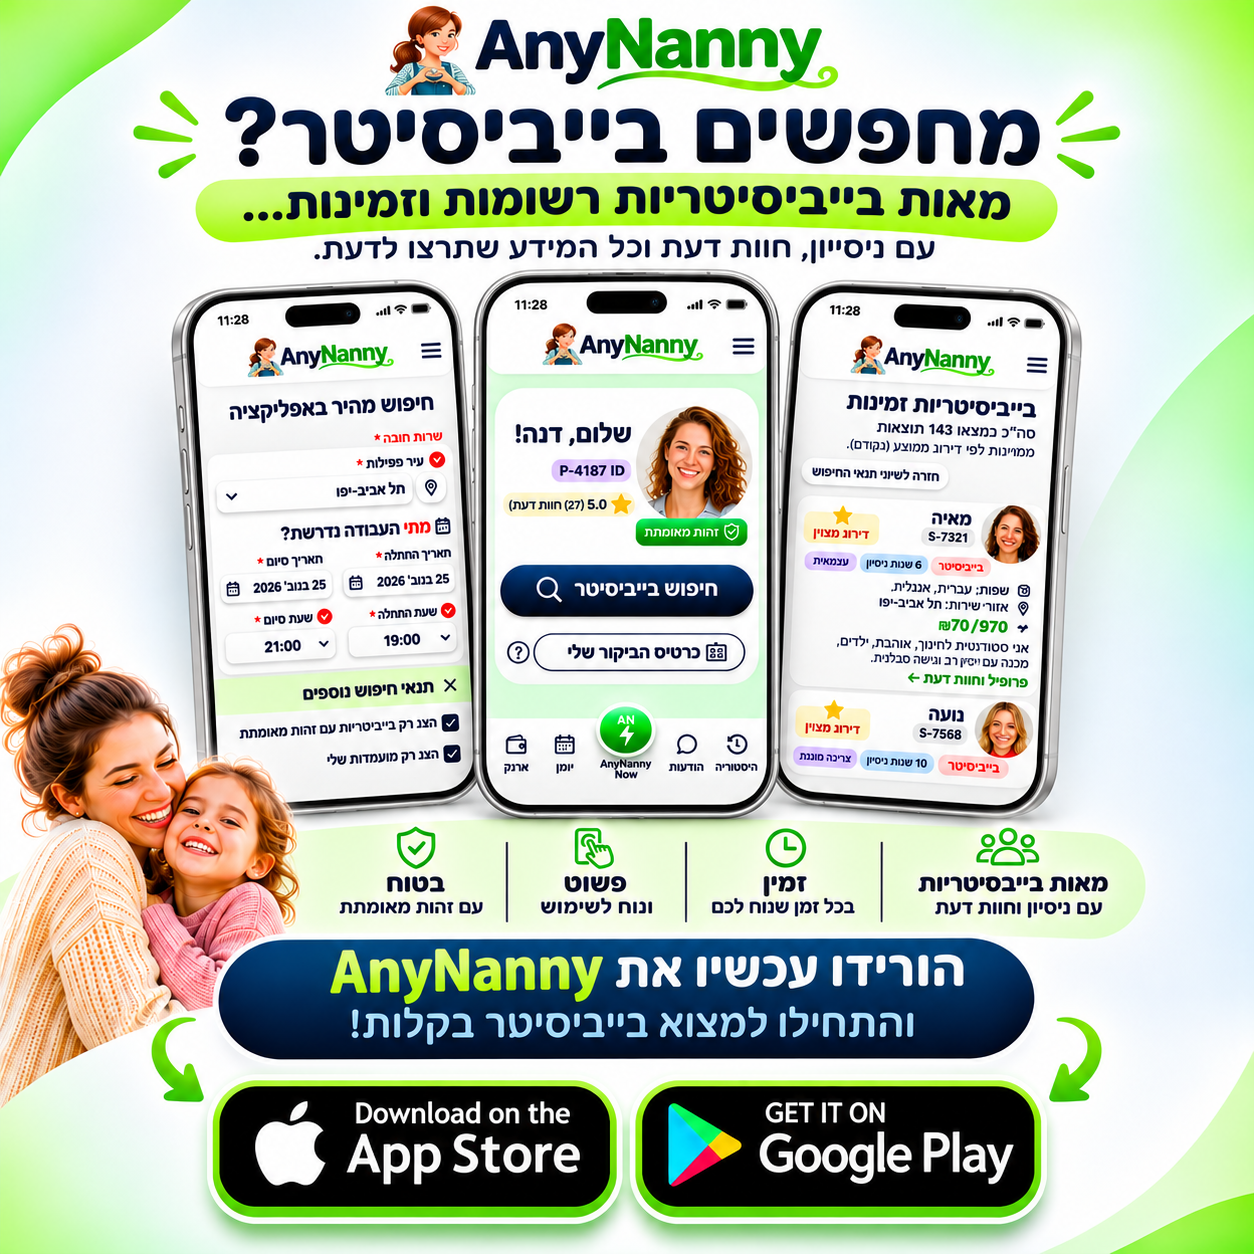 AnyNanny
מחפשים בייביסיטר?
מאות בייביסיטריות רשומות וזמינות...
עם ניסייון, חוות דעת וכל המידע שתרצו לדעת.
11:28
AnyNanny
בייביסיטריות זמינות
סה"כ כמצאו 143 תוצאות
ממויינות לפי דירוג ממוצע (בקודם).
חזרה לשיוני תנאי החיפוש
מאיה
S-7321
דירוג מצוין
בייביסיטר
6 שנות ניסיון
עצמאית
שפות: עברית, אנגלית.
אזורי שירות: תל אביב-יפו
₪70/970
אני סטודנטית לחינוך, אוהבת, ילדים,
מכנה עם רב וגישה סבלנית.
פרופיל וחוות דעת ←
נועה
S-7568
דירוג מצוין
בייביסיטר
10 שנות ניסיון
צריכה מוגנת
11:28
AnyNanny
שלום, דנה!
P-4187 ID
5.0 (27 חוות דעת)
זהות מאומתת
חיפוש בייביסיטר
כרטיס הביקור שלי
?
היסטוריה
הודעות
AN
AnyNanny
Now
יומן
ארנק
11:28
AnyNanny
חיפוש מהיר באפליקציה
שרות חובה *
עיר פפילות *
תל אביב-יפו
מתי העבודה נדרשת?
תאריך התחלה *
תאריך סיום *
25 בנוב' 2026
25 בנוב' 2026
שעת התחלה *
שעת סיום *
19:00
21:00
תנאי חיפוש נוספים
הצג רק בייביטריות עם זהות מאומתת
הצג רק מועמדות שלי
מאות בייבסיטריות
עם ניסיון וחוות דעת
זמין
בכל זמן שנוח לכם
פשוט
ונוח לשימוש
בטוח
עם זהות מאומתת
הורידו עכשיו את AnyNanny
והתחילו למצוא בייביסיטר בקלות!
Download on the
App Store
GET IT ON
Google Play